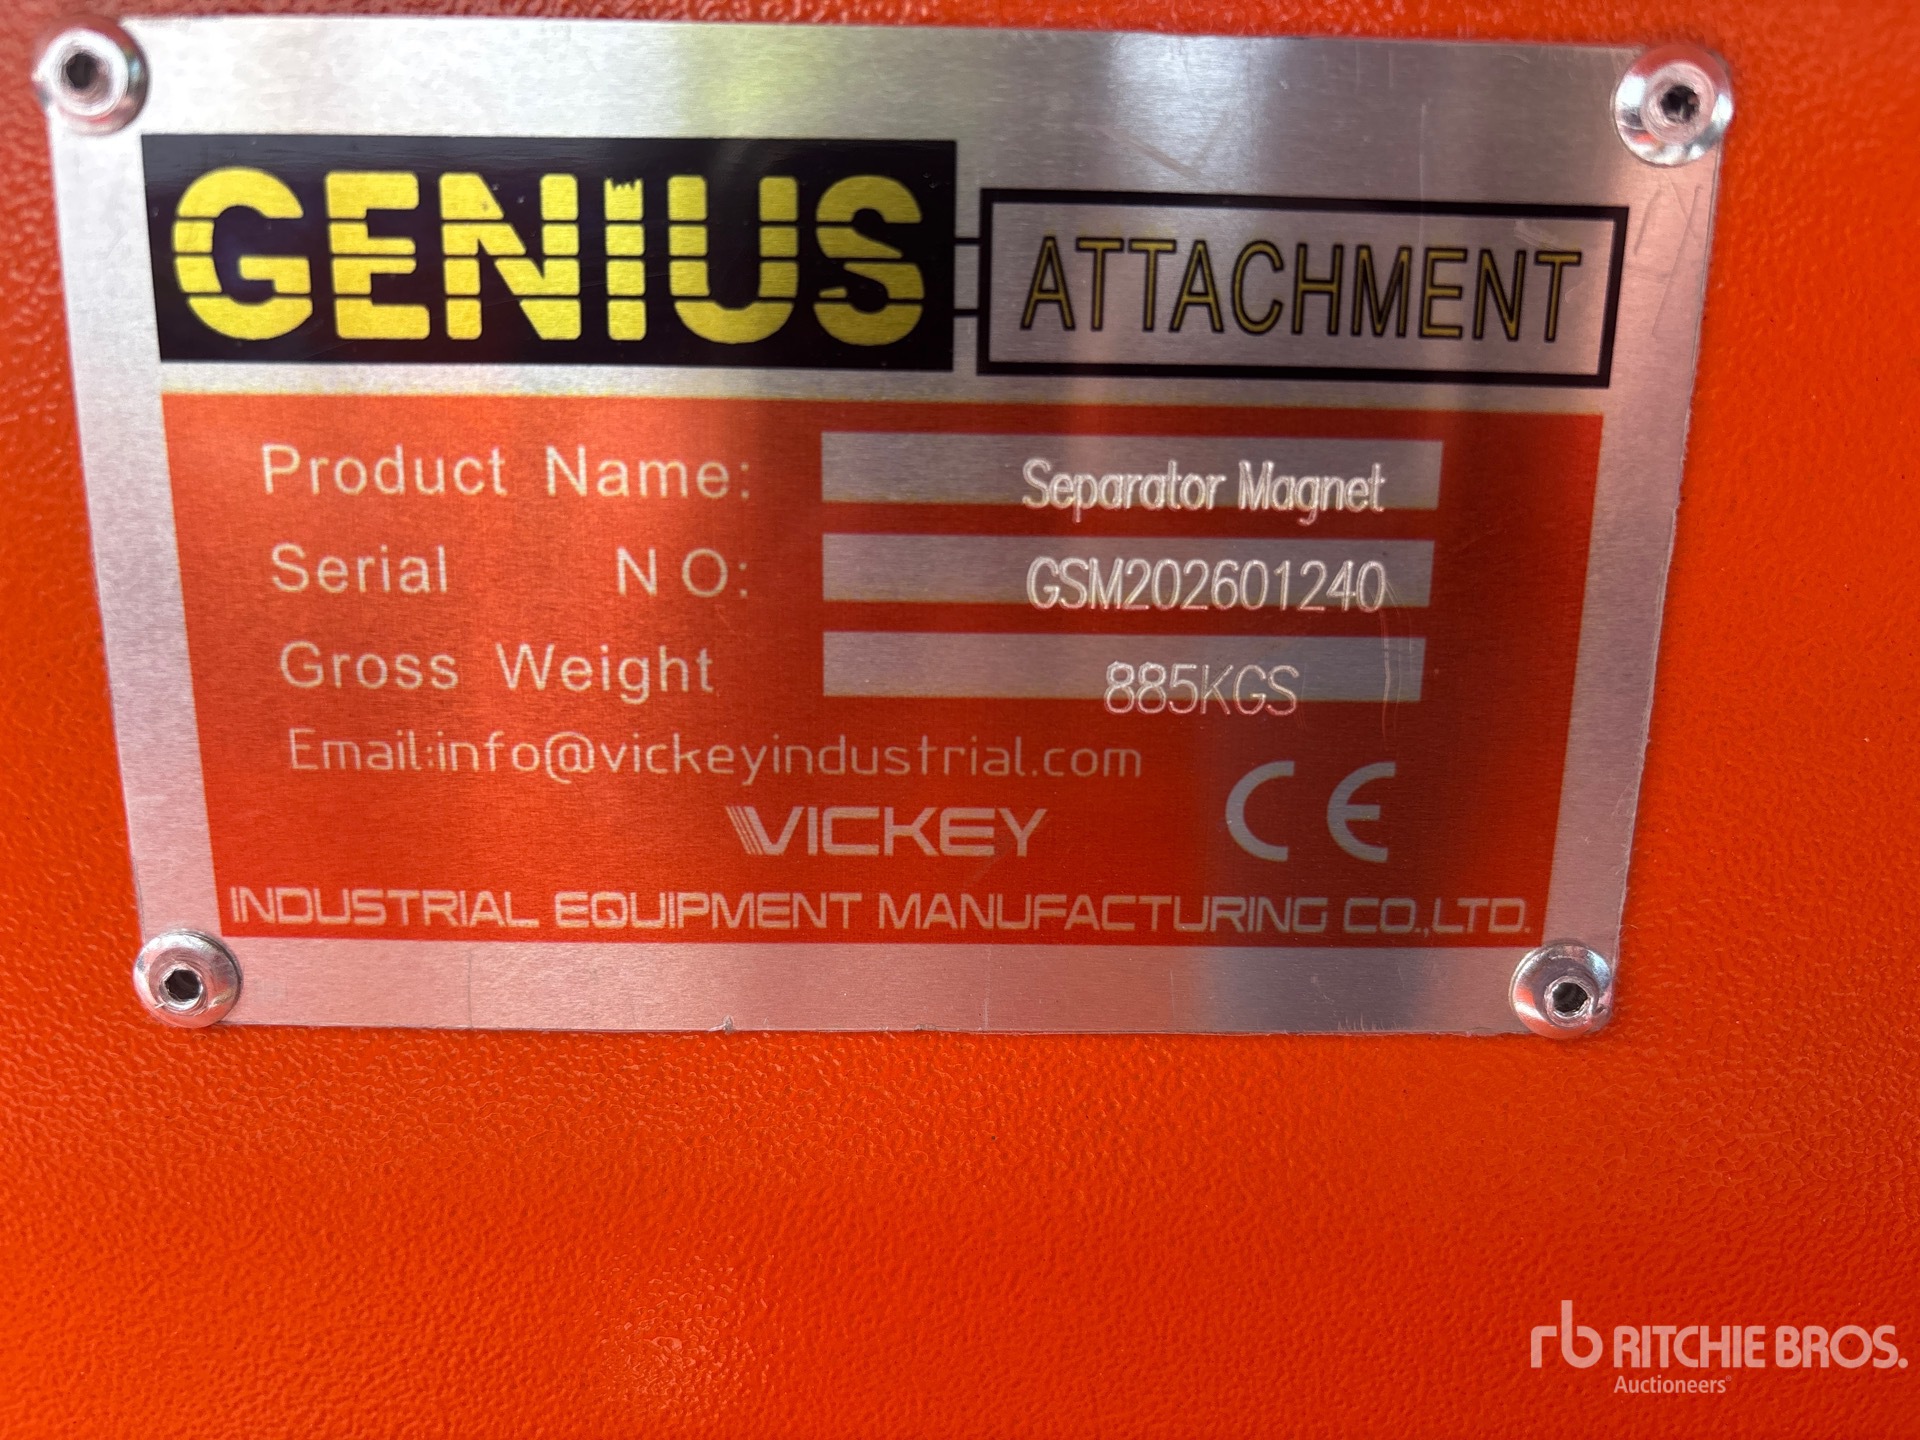 GENIUS ATTACHMENT
Product Name: Separator Magnet
Serial NO: GSM202601240
Gross Weight 885KGS
Email:info@vickeyindustrial.com
VICKEY CE
INDUSTRIAL EQUIPMENT MANUFACTURING CO.,LTD.
rb RITCHIE BROS.
Auctioneers